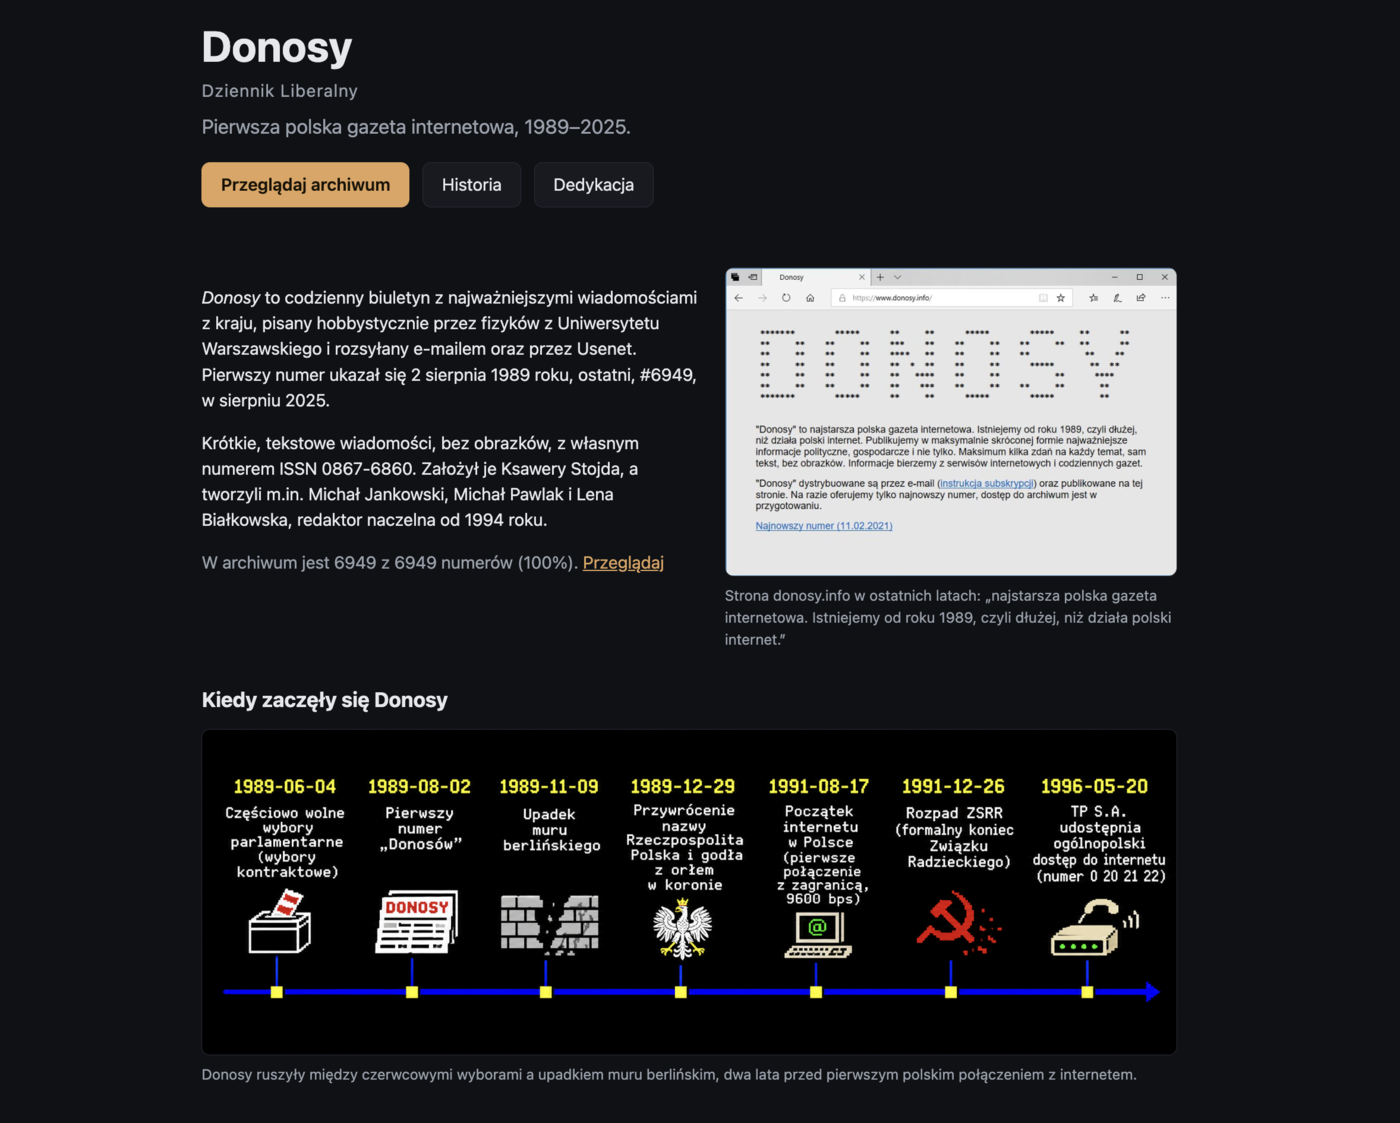 Donosy
Dziennik Liberalny
Pierwsza polska gazeta internetowa, 1989–2025.
Przeglądaj archiwum
Historia
Dedykacja
Donosy to codzienny biuletyn z najważniejszymi wiadomościami
z kraju, pisany hobbystycznie przez fizyków z Uniwersytetu
Warszawskiego i rozsyłany e-mailem oraz przez Usenet.
Pierwszy numer ukazał się 2 sierpnia 1989 roku, ostatni, #6949,
w sierpniu 2025.
Krótkie, tekstowe wiadomości, bez obrazków, z własnym
numerem ISSN 0867-6860. Założył je Ksawery Stojda, a
tworzyli m.in. Michał Jankowski, Michał Pawlak i Lena
Białkowska, redaktor naczelna od 1994 roku.
W archiwum jest 6949 z 6949 numerów (100%). Przeglądaj
Donosy
https://www.donosy.info/
DONOSY
"Donosy" to najstarsza polska gazeta internetowa. Istniejemy od roku 1989, czyli dłużej,
niż działa polski internet. Publikujemy w maksymalnie skróconej formie najważniejsze
informacje polityczne, gospodarcze i nie tylko. Maksimum kilka zdań na każdy temat, sam
tekst, bez obrazków. Informacje bierzemy z serwisów internetowych i codziennych gazet.
"Donosy" dystrybuowane są przez e-mail (instrukcja subskrypcji) oraz publikowane na tej
stronie. Na razie oferujemy tylko najnowszy numer, dostęp do archiwum jest w
przygotowaniu.
Najnowszy numer (11.02.2021)
Strona donosy.info w ostatnich latach: „najstarsza polska gazeta
internetowa. Istniejemy od roku 1989, czyli dłużej, niż działa polski
internet.”
Kiedy zaczęły się Donosy
1989-06-04
Częściowo wolne
wybory
parlamentarne
(wybory
kontraktowe)
1989-08-02
Pierwszy
numer
„Donosów”
DONOSY
1989-11-09
Upadek
muru
berlińskiego
1989-12-29
Przywrócenie
nazwy
Rzeczpospolita
Polska i godła
z orłem
w koronie
1991-08-17
Początek
internetu
w Polsce
(pierwsze
połączenie
z zagranicą,
9600 bps)
@
1991-12-26
Rozpad ZSRR
(formalny koniec
Związku
Radzieckiego)
1996-05-20
TP S.A.
udostępnia
ogólnopolski
dostęp do internetu
(numer 0 20 21 22)
Donosy ruszyły między czerwcowymi wyborami a upadkiem muru berlińskim, dwa lata przed pierwszym polskim połączeniem z internetem.